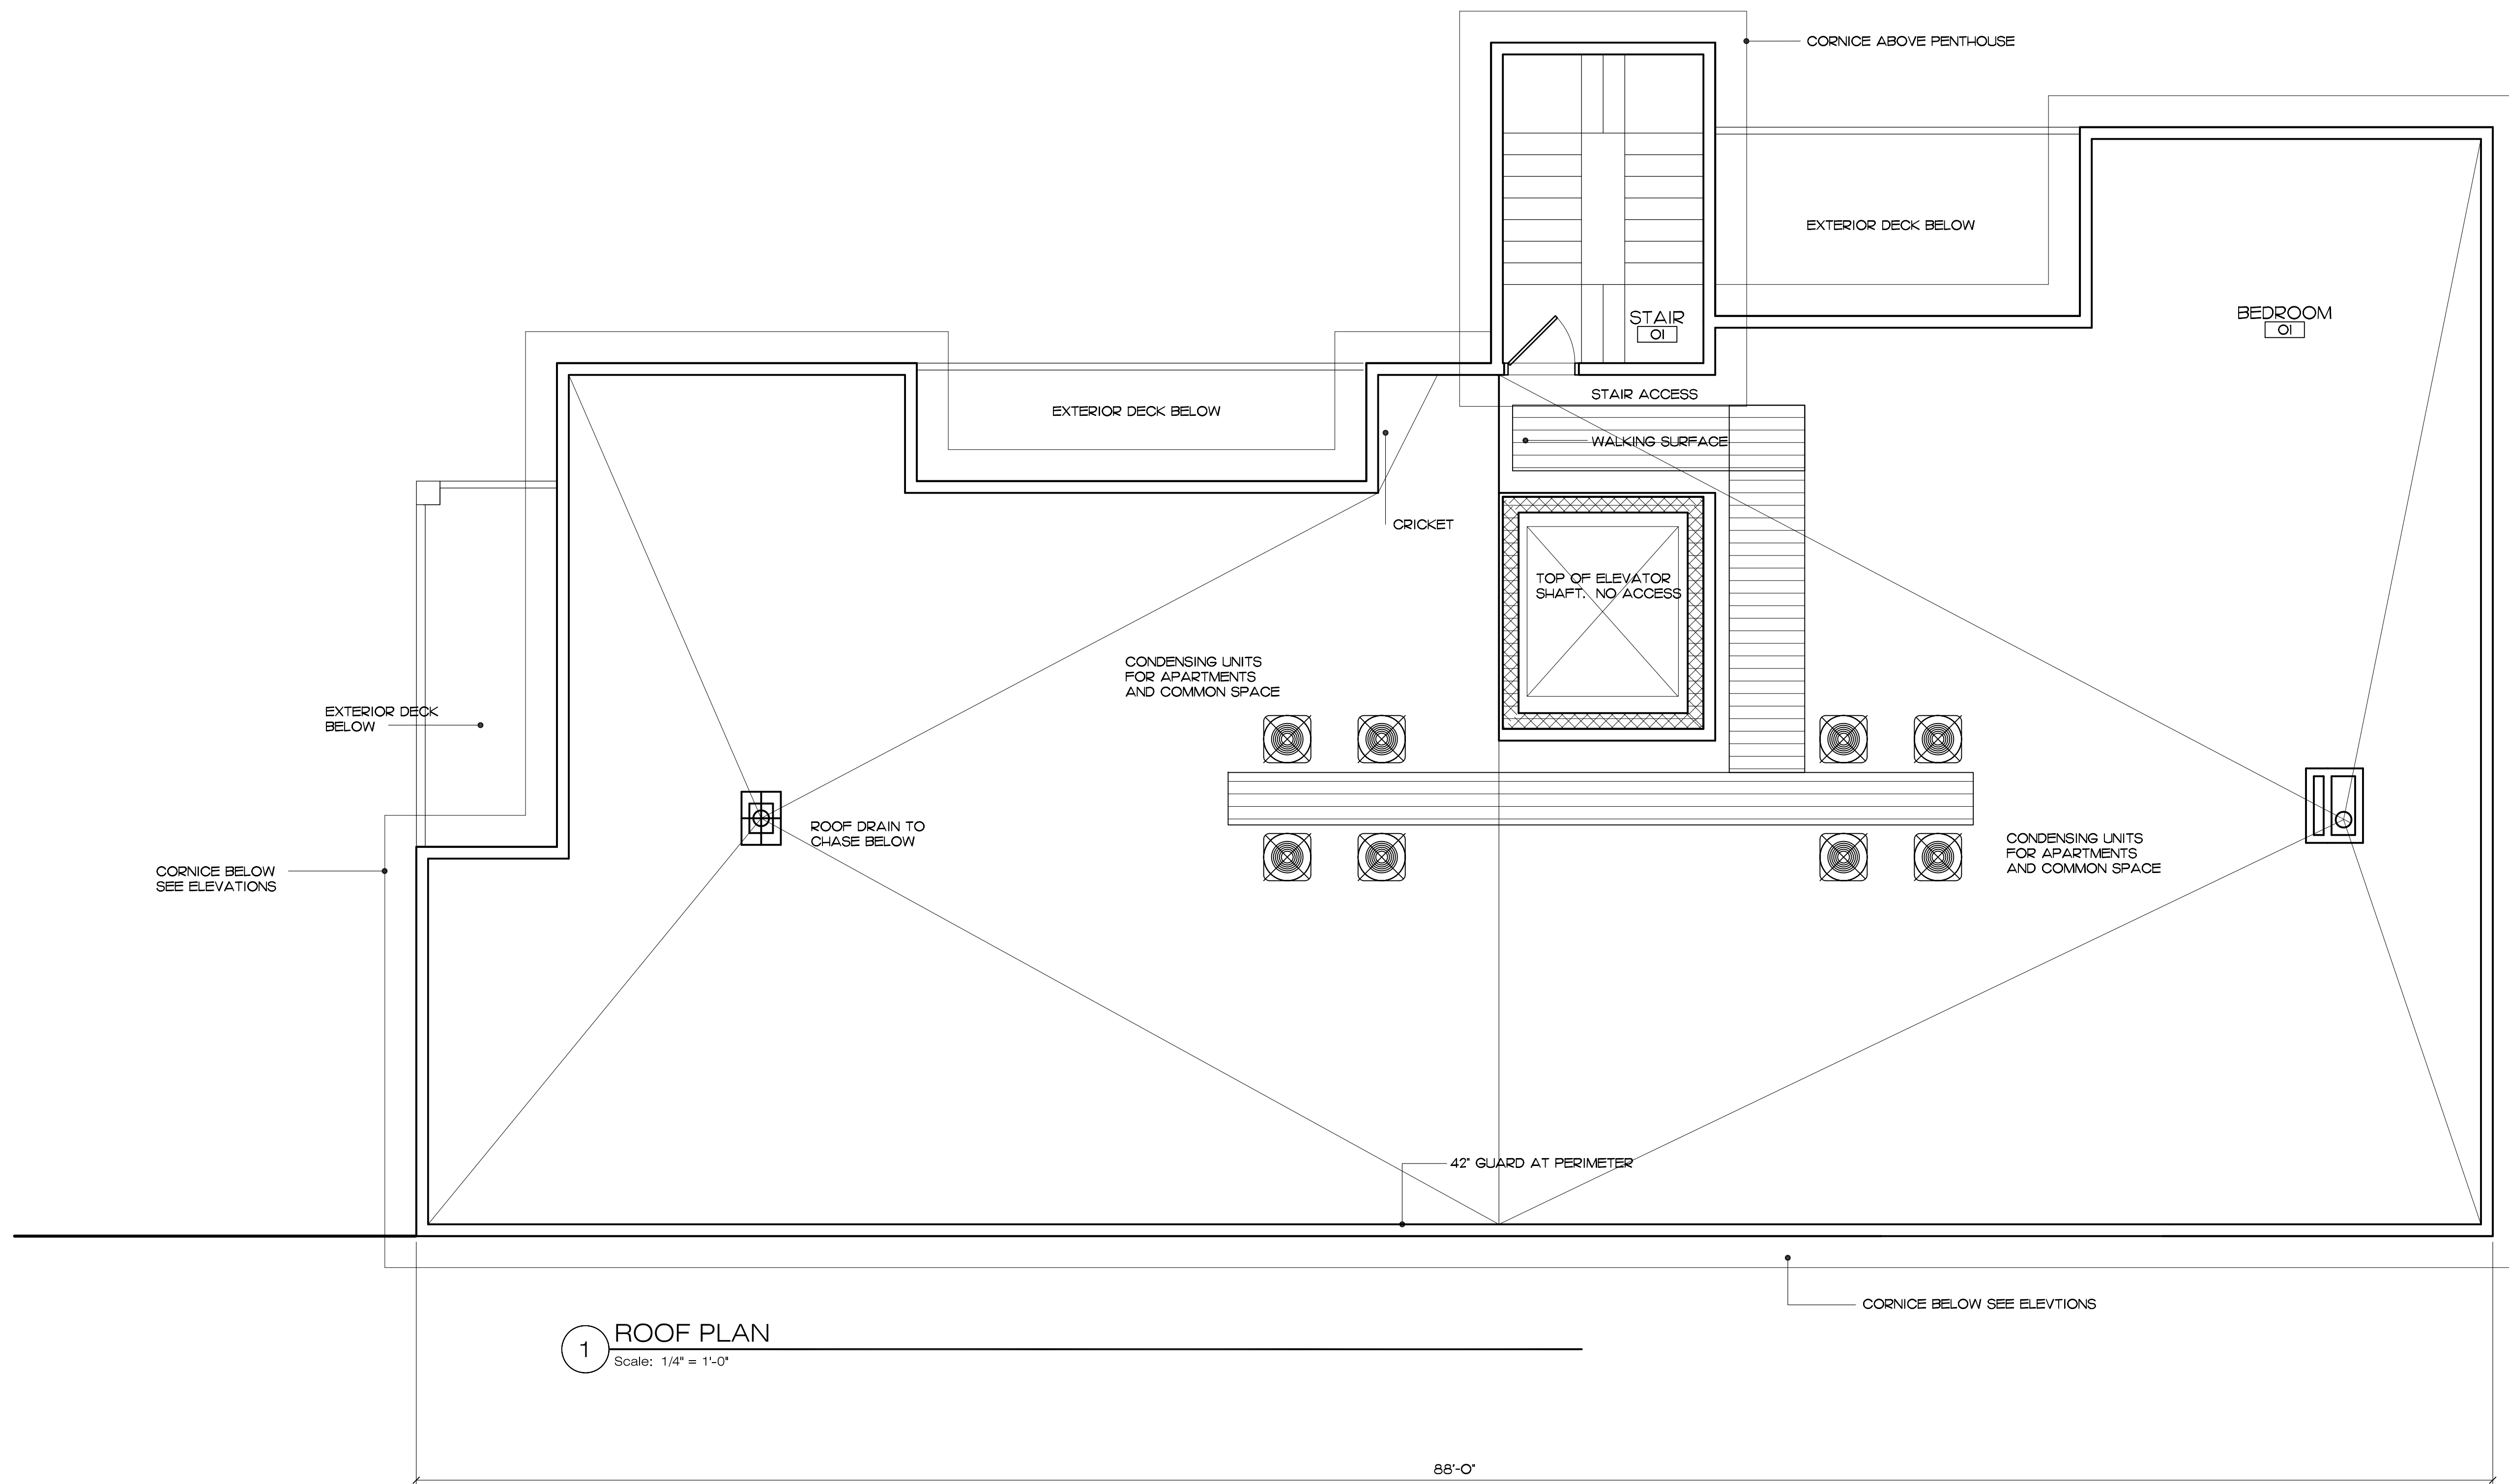 CORNICE ABOVE PENTHOUSE
EXTERIOR DECK BELOW
BEDROOM
01
STAIR
01
STAIR ACCESS
EXTERIOR DECK BELOW
WALKING SURFACE
CRICKET
TOP OF ELEVATOR
SHAFT. NO ACCESS
CONDENSING UNITS
FOR APARTMENTS
AND COMMON SPACE
EXTERIOR DECK
BELOW
ROOF DRAIN TO
CHASE BELOW
CONDENSING UNITS
FOR APARTMENTS
AND COMMON SPACE
CORNICE BELOW
SEE ELEVATIONS
42" GUARD AT PERIMETER
CORNICE BELOW SEE ELEVTIONS
1
ROOF PLAN
Scale: 1/4" = 1'-0"
88'-0"